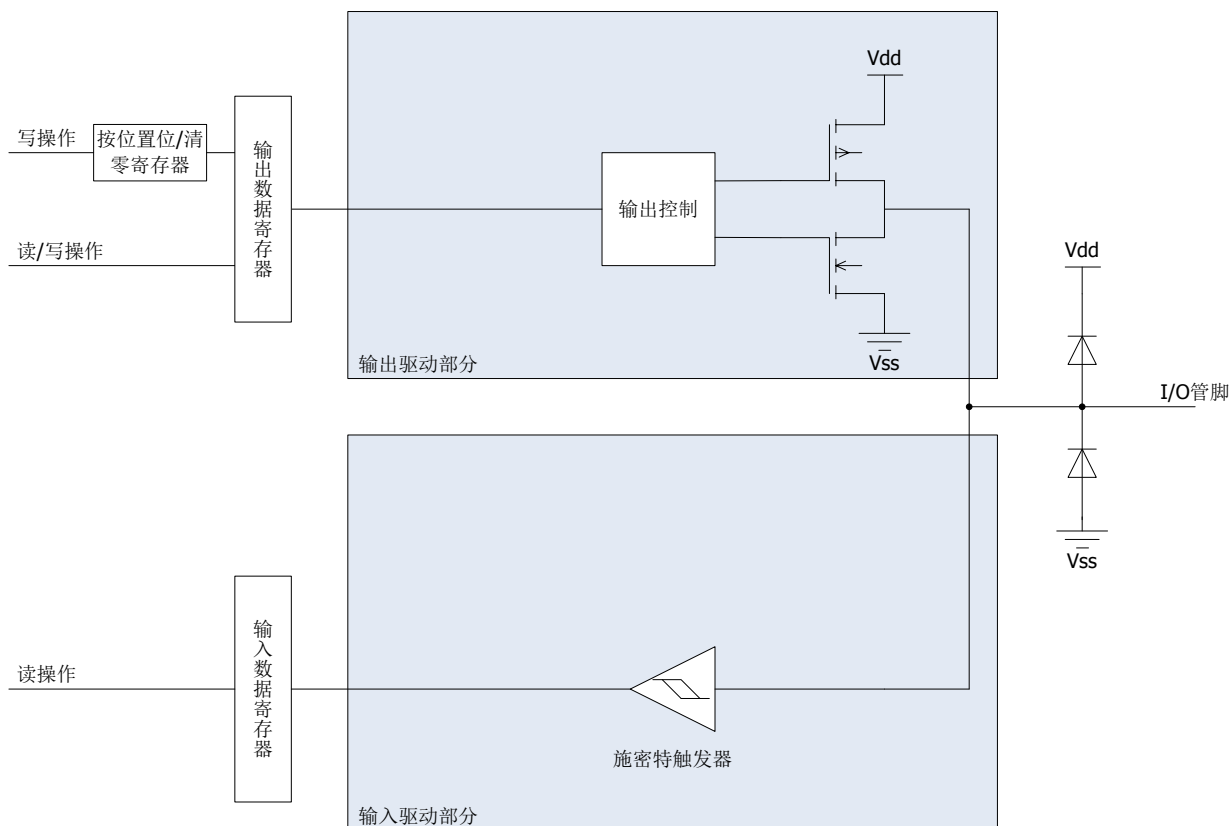 Vdd
写操作
按位置位/清
零寄存器
输出数据寄存器
输出控制
读/写操作
Vdd
Vss
输出驱动部分
I/O管脚
Vss
输入数据寄存器
读操作
施密特触发器
输入驱动部分